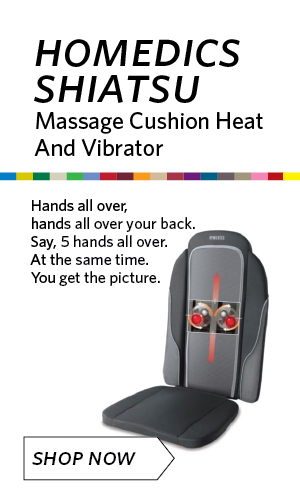 HOMEDICS
SHIATSU
Massage Cushion Heat
And Vibrator
Hands all over,
hands all over your back.
Say, 5 hands all over.
At the same time.
You get the picture.
HOMEDICS
SHOP NOW